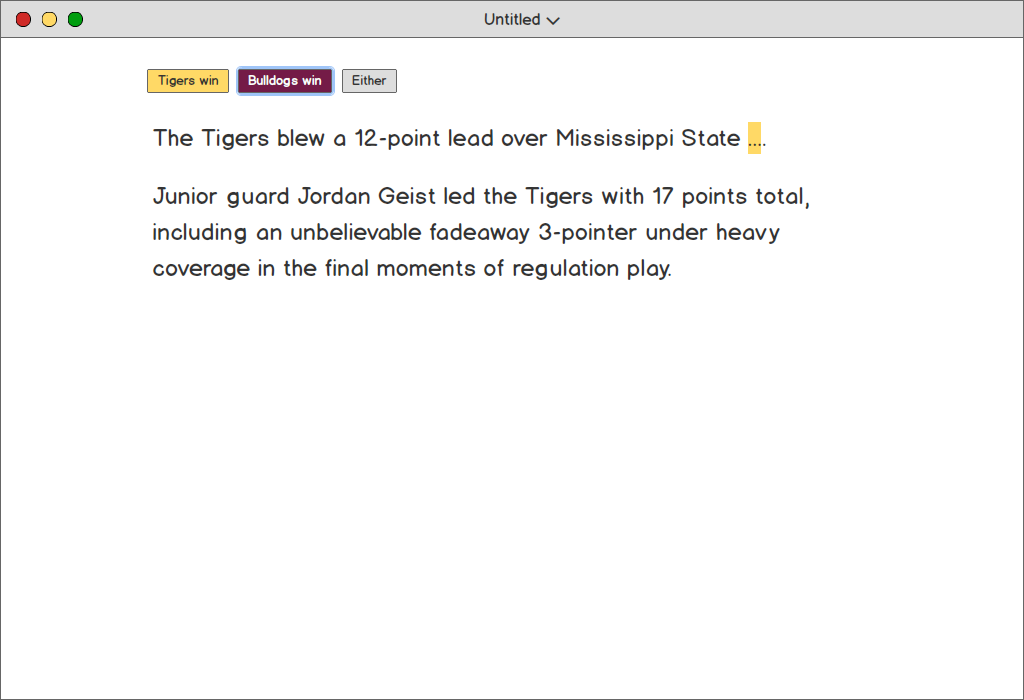 Untitled
Tigers win Bulldogs win Either
The Tigers blew a 12-point lead over Mississippi State ....
Junior guard Jordan Geist led the Tigers with 17 points total,
including an unbelievable fadeaway 3-pointer under heavy
coverage in the final moments of regulation play.